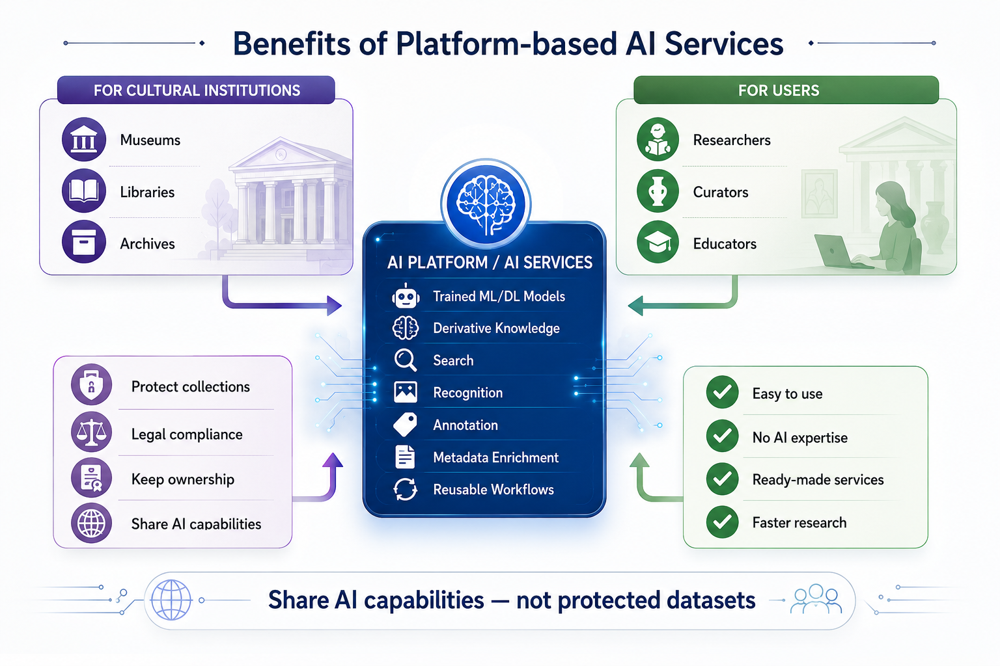 Benefits of Platform-based AI Services
FOR CULTURAL INSTITUTIONS
Museums
Libraries
Archives
FOR USERS
Researchers
Curators
Educators
AI PLATFORM / AI SERVICES
Trained ML/DL Models
Derivative Knowledge
Search
Recognition
Annotation
Metadata Enrichment
Reusable Workflows
Protect collections
Legal compliance
Keep ownership
Share AI capabilities
Easy to use
No AI expertise
Ready-made services
Faster research
Share AI capabilities — not protected datasets